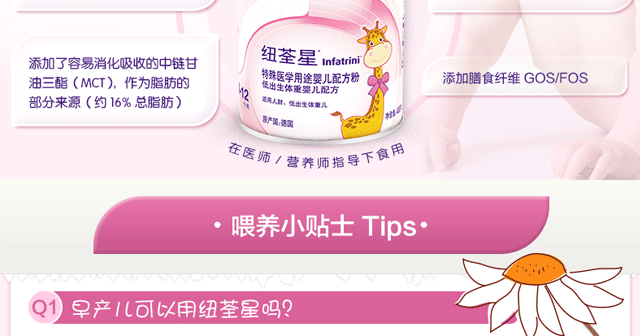 添加了容易消化吸收的中链甘
油三酯（MCT），作为脂肪的
部分来源（约 16% 总脂肪）
纽荃星® Infatrini
特殊医学用途婴儿配方粉
低出生体重婴儿配方
适用人群：低出生体重儿
原产国：德国
在医师/营养师指导下食用
添加膳食纤维 GOS/FOS
• 喂养小贴士 Tips •
Q1 早产儿可以用纽荃星吗?